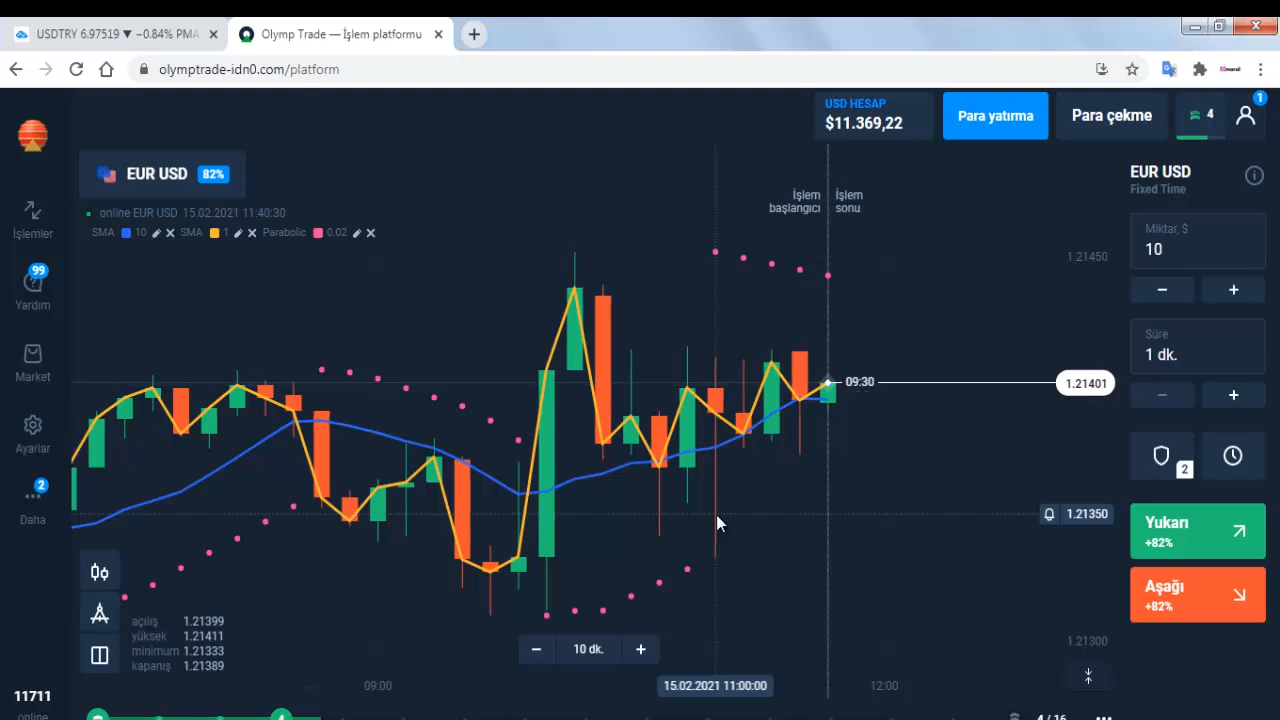 USDTRY 6.97519 ▼ −0.84% PMA
Olymp Trade — İşlem platformu
olymptrade-idn0.com/platform
USD HESAP
$11.369,22
Para yatırma
Para çekme
4
1
EUR USD 82%
online EUR USD 15.02.2021 11:40:30
SMA 10 SMA 1 Parabolic 0.02
İşlemler
99
Yardım
Market
Ayarlar
2
Daha
11711
online
İşlem başlangıcı
İşlem sonu
09:30
1.21450
1.21401
1.21350
1.21300
açılış 1.21399
yüksek 1.21411
minimum 1.21333
kapanış 1.21389
− 10 dk. +
09:00
15.02.2021 11:00:00
12:00
4
4 / 16
EUR USD
Fixed Time
Miktar, $
10
− +
Süre
1 dk.
− +
2
Yukarı
+82%
Aşağı
+82%